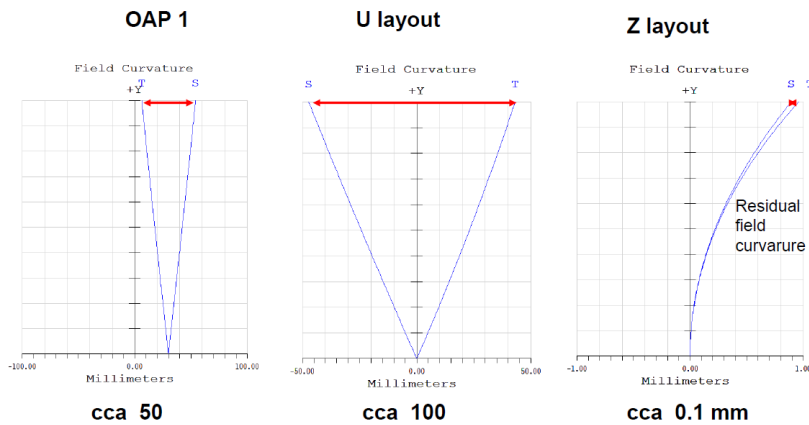 OAP 1
Field Curvature
T
S
+Y
-100.00
0.00
100.00
Millimeters
cca 50
U layout
Field Curvature
S
T
+Y
-50.00
0.00
50.00
Millimeters
cca 100
Z layout
Field Curvature
S
T
+Y
Residual
field
curvarure
-1.00
0.00
1.00
Millimeters
cca 0.1 mm